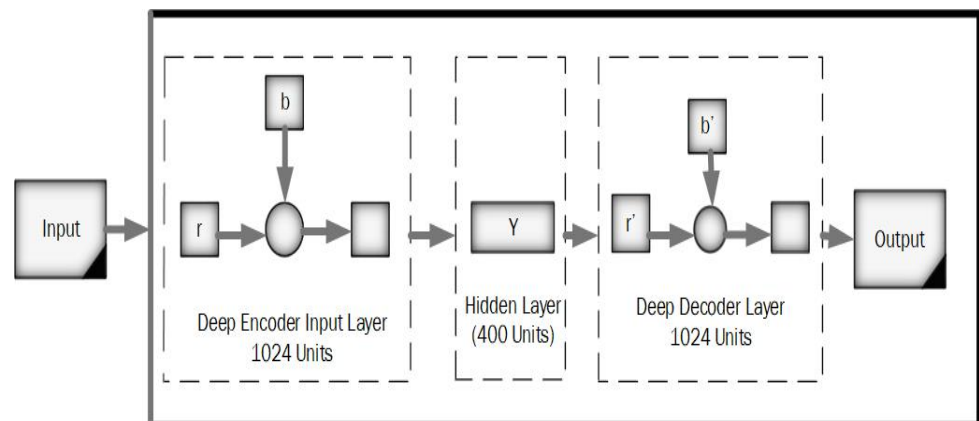 Input
b
r
Deep Encoder Input Layer
1024 Units
Y
Hidden Layer
(400 Units)
b'
r'
Deep Decoder Layer
1024 Units
Output